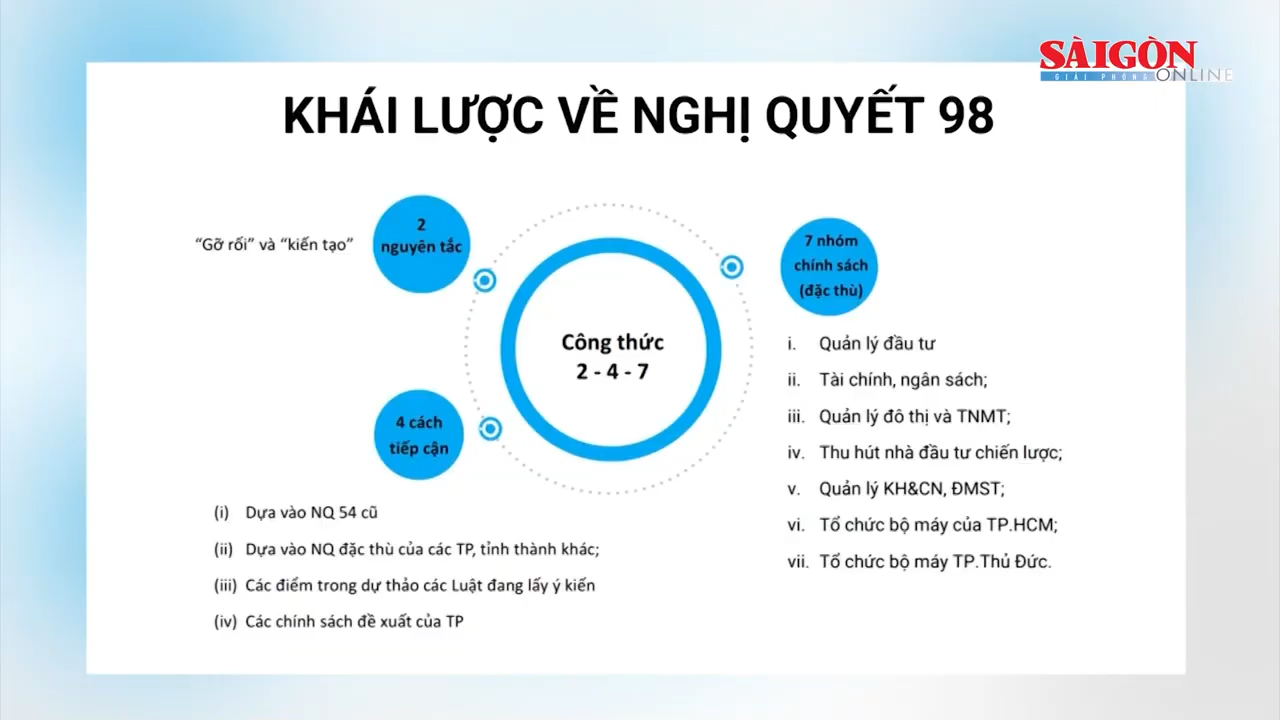 SÀI GÒN
GIẢI PHÓNG ONLINE
KHÁI LƯỢC VỀ NGHỊ QUYẾT 98
“Gỡ rối” và “kiến tạo”
2
nguyên tắc
4 cách
tiếp cận
Công thức
2 - 4 - 7
7 nhóm
chính sách
(đặc thù)
i. Quản lý đầu tư
ii. Tài chính, ngân sách;
iii. Quản lý đô thị và TNMT;
iv. Thu hút nhà đầu tư chiến lược;
v. Quản lý KH&CN, ĐMST;
vi. Tổ chức bộ máy của TP.HCM;
vii. Tổ chức bộ máy TP.Thủ Đức.
(i) Dựa vào NQ 54 cũ
(ii) Dựa vào NQ đặc thù của các TP, tỉnh thành khác;
(iii) Các điểm trong dự thảo các Luật đang lấy ý kiến
(iv) Các chính sách đề xuất của TP